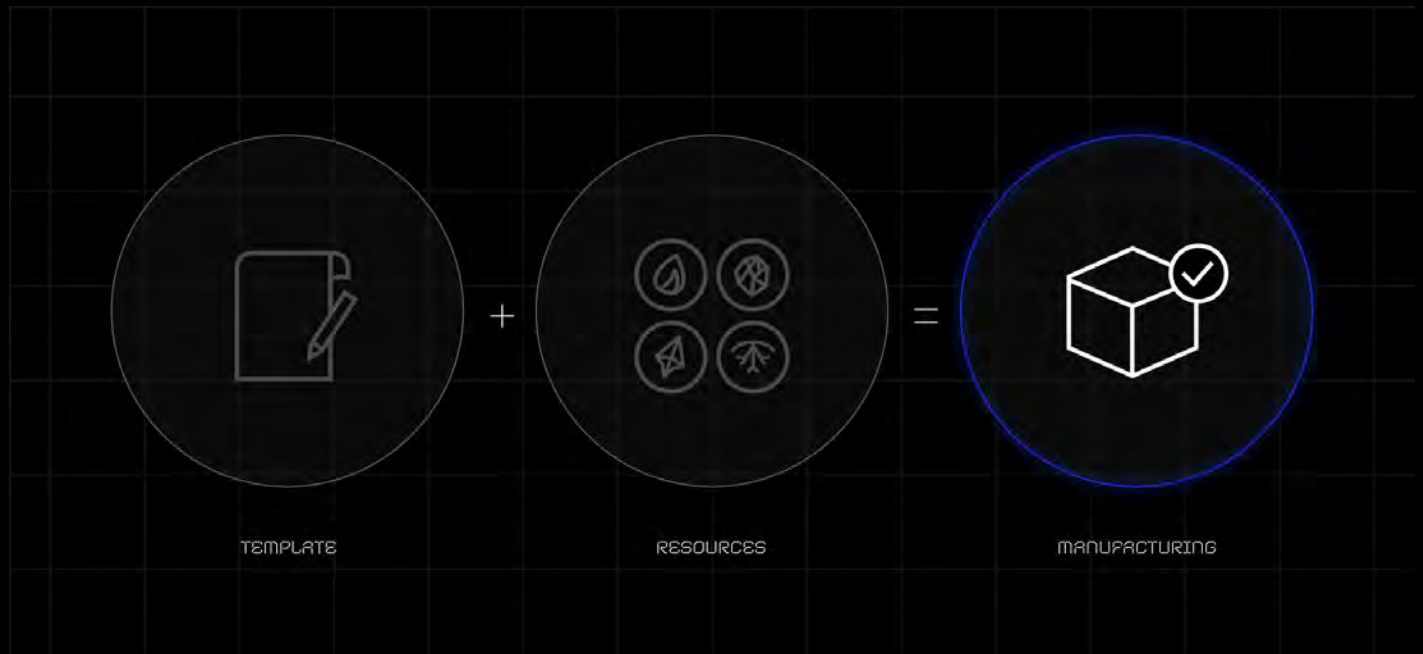 +
=
TEMPLATE
RESOURCES
MANUFACTURING